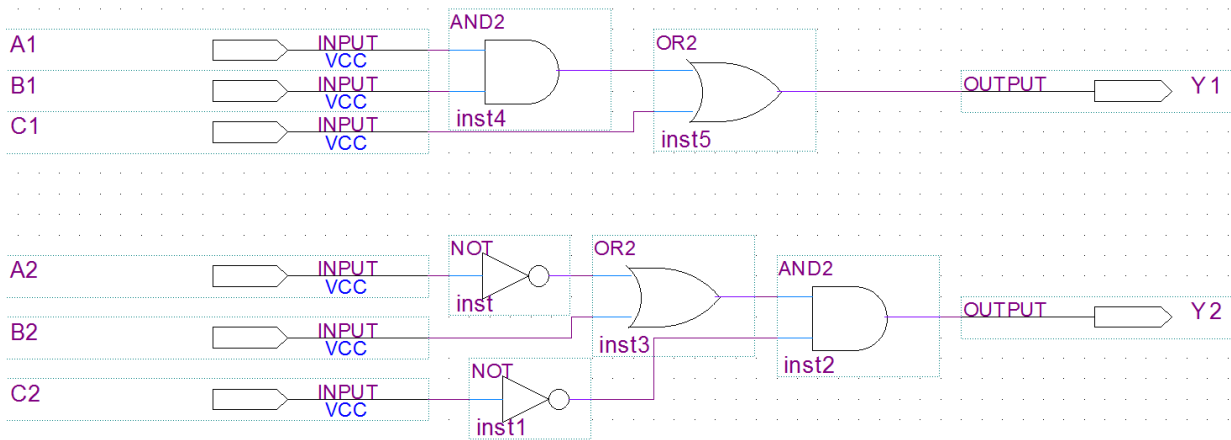 AND2
A1 INPUT VCC
OR2
B1 INPUT VCC
OUTPUT Y1
C1 INPUT VCC
inst4
inst5
NOT
OR2
A2 INPUT VCC
AND2
inst
B2 INPUT VCC
OUTPUT Y2
inst3
NOT
inst2
C2 INPUT VCC
inst1